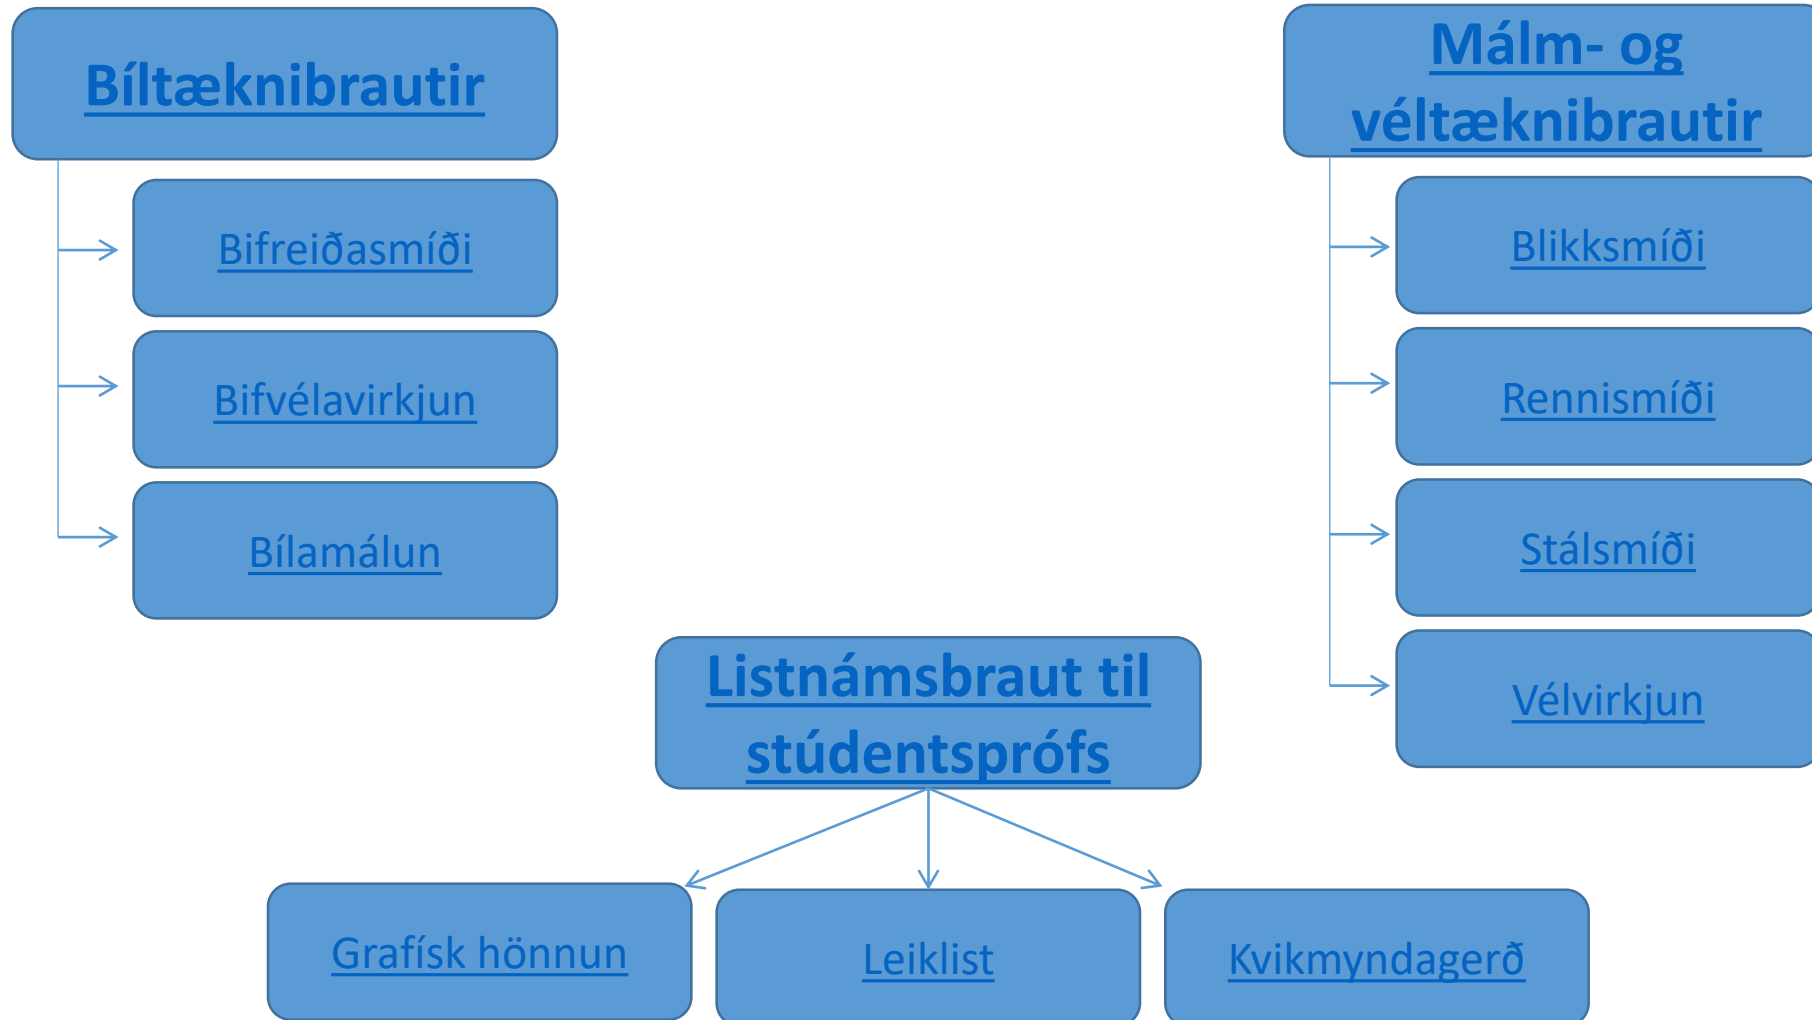 Bíltæknibrautir
Bifreiðasmíði
Bifvélavirkjun
Bílamálun
Málm- og
véltæknibrautir
Blikksmíði
Rennismíði
Stálsmíði
Vélvirkjun
Listnámsbraut til
stúdentsprófs
Grafísk hönnun
Leiklist
Kvikmyndagerð